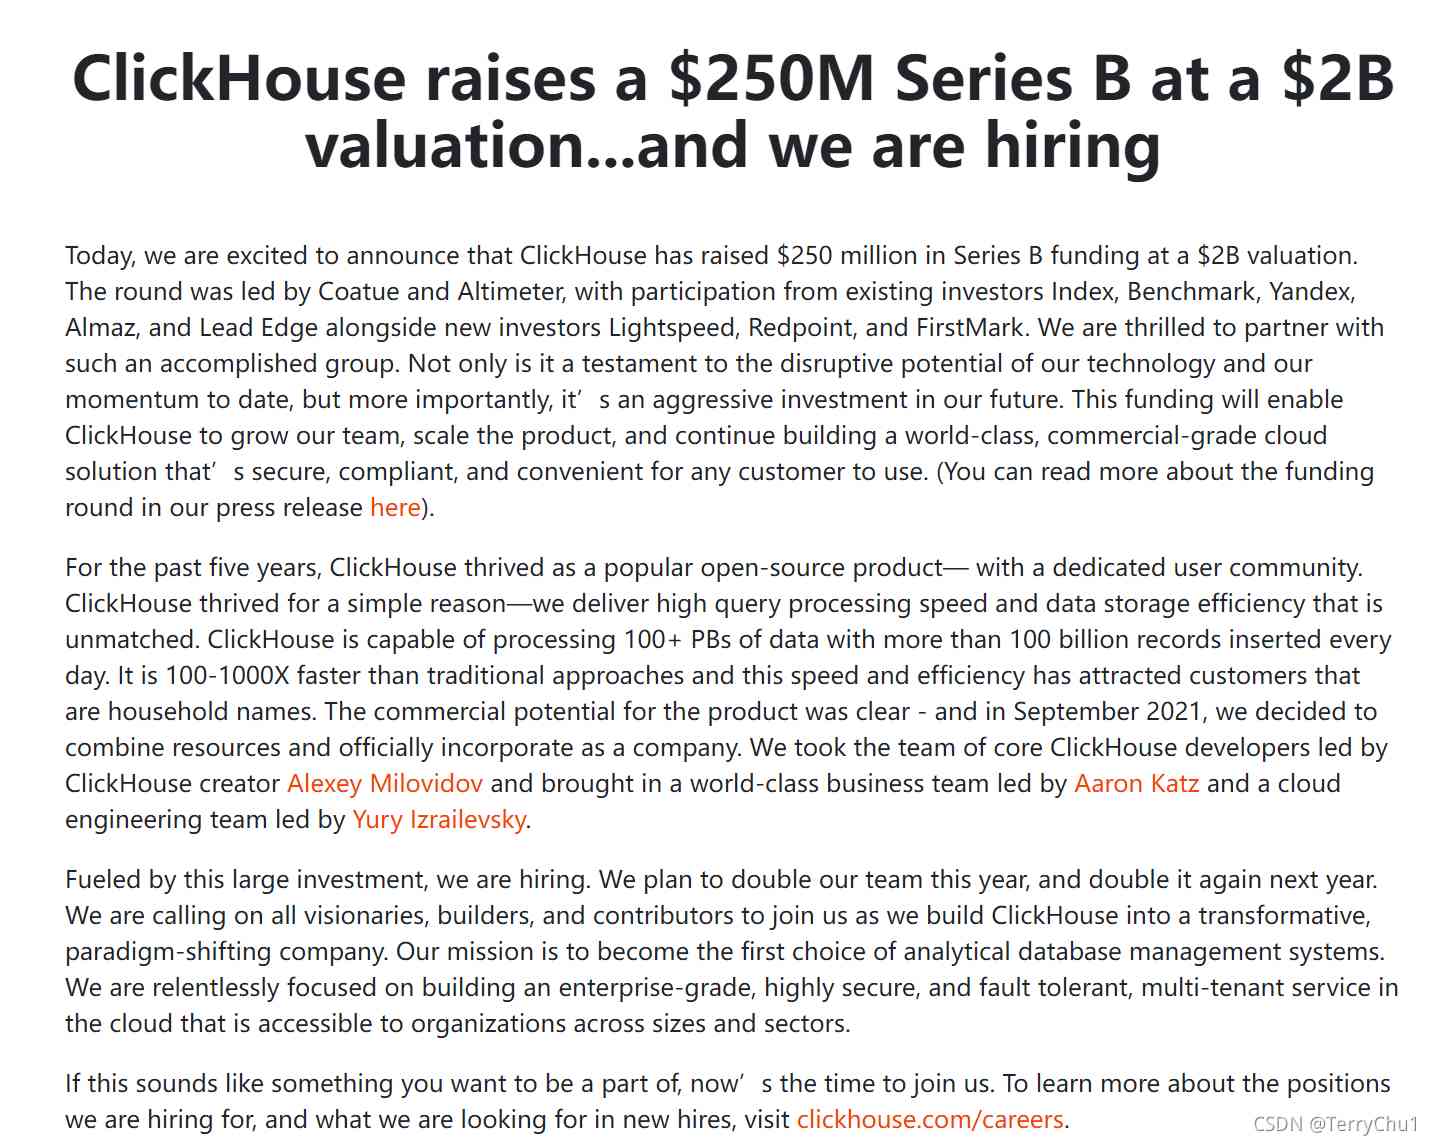 ClickHouse raises a $250M Series B at a $2B
valuation...and we are hiring
Today, we are excited to announce that ClickHouse has raised $250 million in Series B funding at a $2B valuation.
The round was led by Coatue and Altimeter, with participation from existing investors Index, Benchmark, Yandex,
Almaz, and Lead Edge alongside new investors Lightspeed, Redpoint, and FirstMark. We are thrilled to partner with
such an accomplished group. Not only is it a testament to the disruptive potential of our technology and our
momentum to date, but more importantly, it’s an aggressive investment in our future. This funding will enable
ClickHouse to grow our team, scale the product, and continue building a world-class, commercial-grade cloud
solution that’s secure, compliant, and convenient for any customer to use. (You can read more about the funding
round in our press release here).
For the past five years, ClickHouse thrived as a popular open-source product— with a dedicated user community.
ClickHouse thrived for a simple reason—we deliver high query processing speed and data storage efficiency that is
unmatched. ClickHouse is capable of processing 100+ PBs of data with more than 100 billion records inserted every
day. It is 100-1000X faster than traditional approaches and this speed and efficiency has attracted customers that
are household names. The commercial potential for the product was clear - and in September 2021, we decided to
combine resources and officially incorporate as a company. We took the team of core ClickHouse developers led by
ClickHouse creator Alexey Milovidov and brought in a world-class business team led by Aaron Katz and a cloud
engineering team led by Yury Izrailevsky.
Fueled by this large investment, we are hiring. We plan to double our team this year, and double it again next year.
We are calling on all visionaries, builders, and contributors to join us as we build ClickHouse into a transformative,
paradigm-shifting company. Our mission is to become the first choice of analytical database management systems.
We are relentlessly focused on building an enterprise-grade, highly secure, and fault tolerant, multi-tenant service in
the cloud that is accessible to organizations across sizes and sectors.
If this sounds like something you want to be a part of, now’s the time to join us. To learn more about the positions
we are hiring for, and what we are looking for in new hires, visit clickhouse.com/careers.
CSDN @TerryChu1